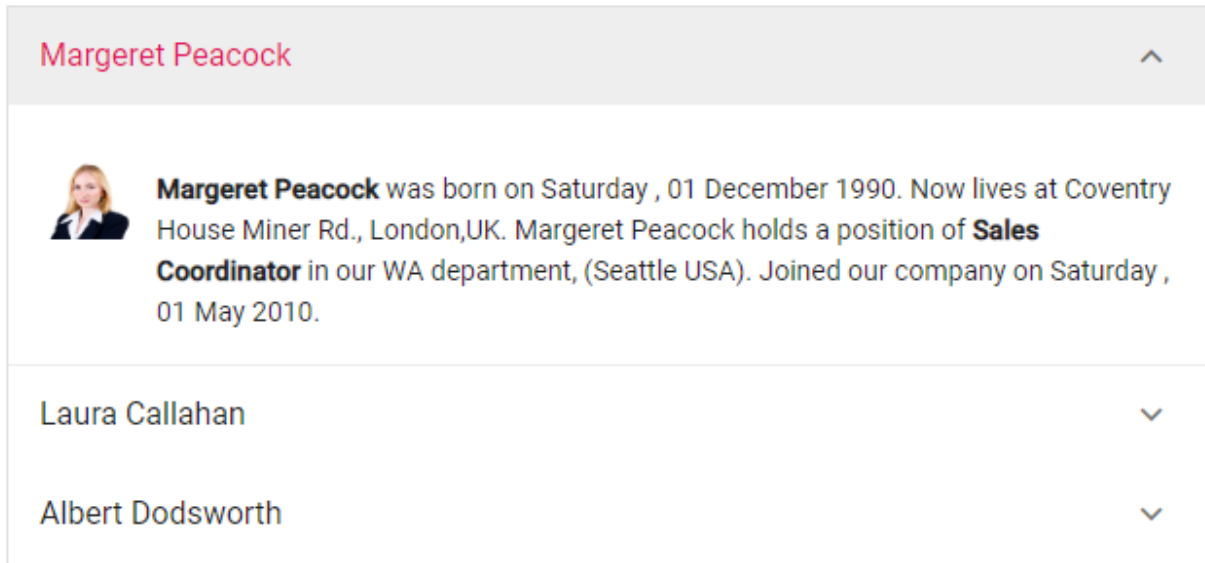 Margeret Peacock
Margeret Peacock was born on Saturday , 01 December 1990. Now lives at Coventry
House Miner Rd., London,UK. Margeret Peacock holds a position of Sales
Coordinator in our WA department, (Seattle USA). Joined our company on Saturday ,
01 May 2010.
Laura Callahan
Albert Dodsworth